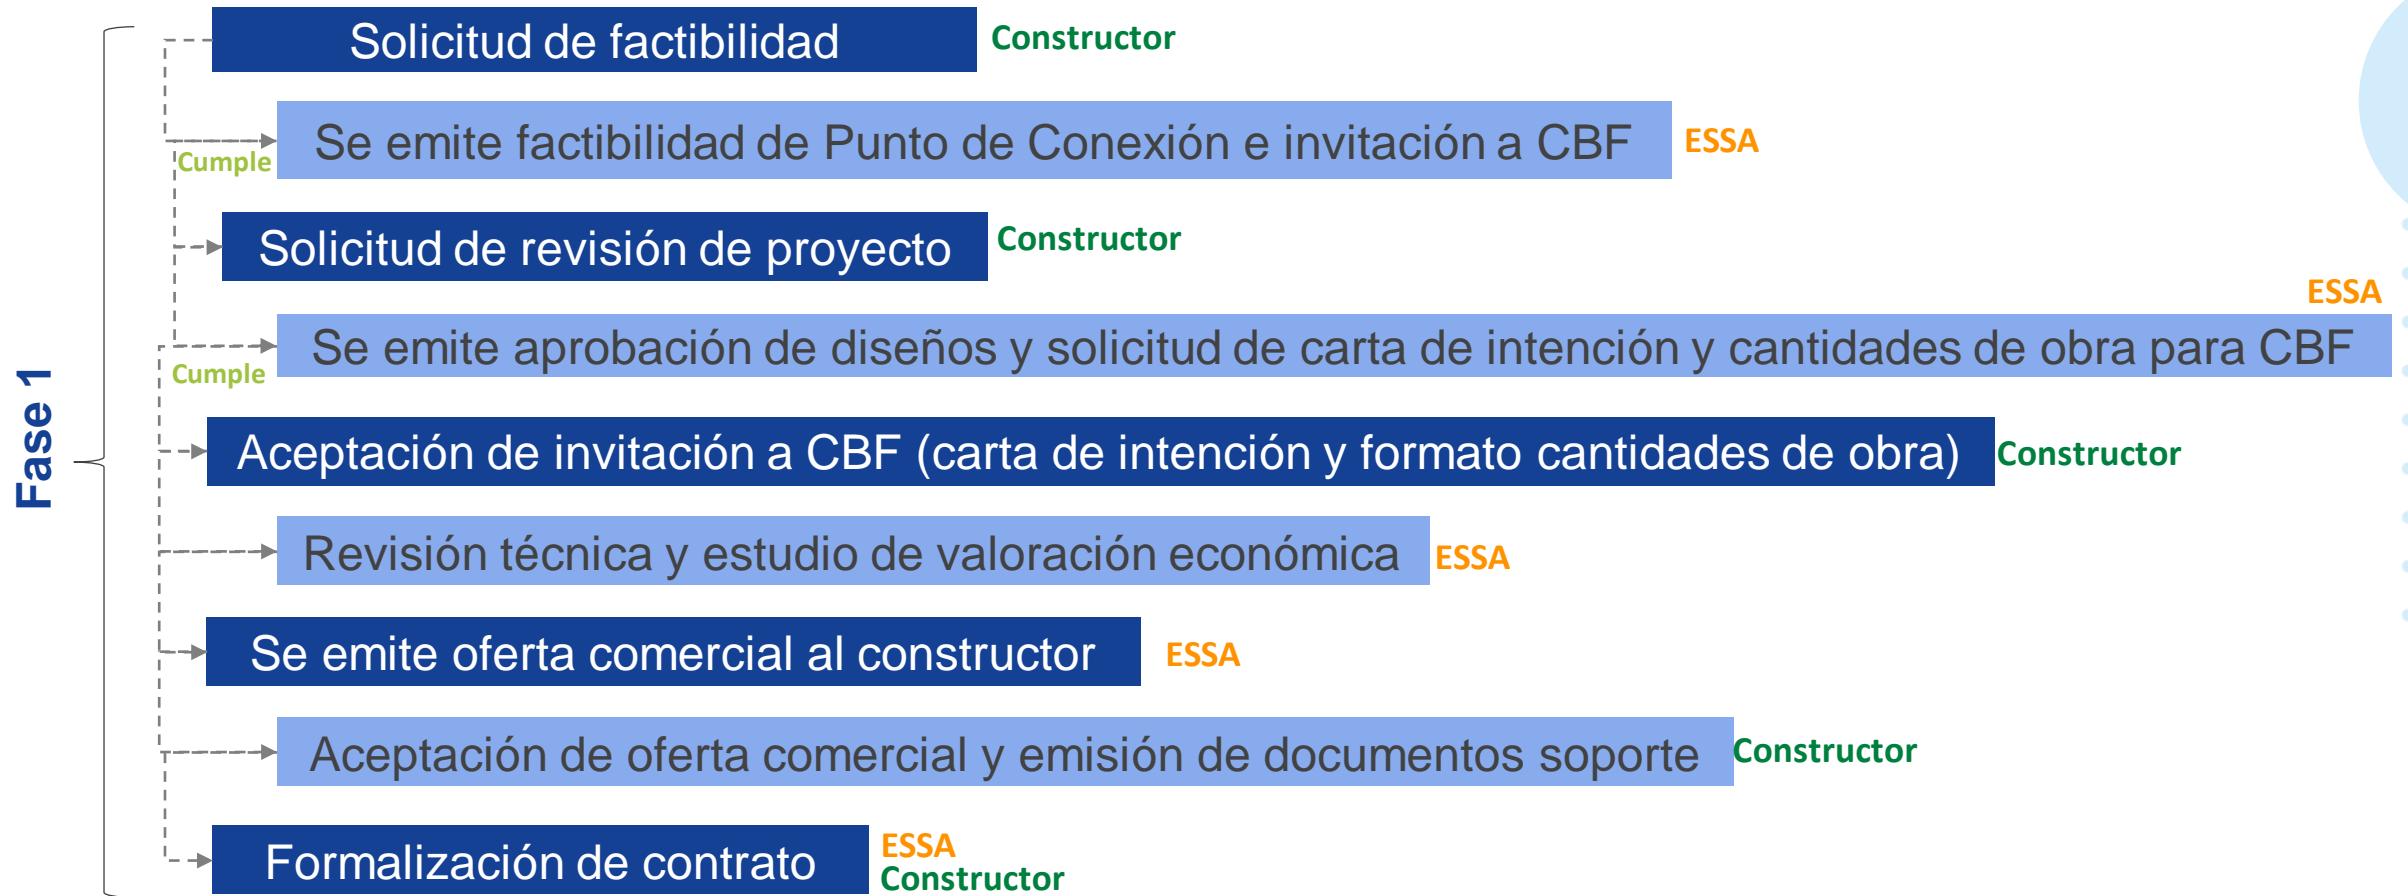 Fase 1
Solicitud de factibilidad
Constructor
Se emite factibilidad de Punto de Conexión e invitación a CBF
ESSA
Cumple
Solicitud de revisión de proyecto
Constructor
ESSA
Se emite aprobación de diseños y solicitud de carta de intención y cantidades de obra para CBF
Cumple
Aceptación de invitación a CBF (carta de intención y formato cantidades de obra)
Constructor
Revisión técnica y estudio de valoración económica
ESSA
Se emite oferta comercial al constructor
ESSA
Aceptación de oferta comercial y emisión de documentos soporte
Constructor
Formalización de contrato
ESSA
Constructor